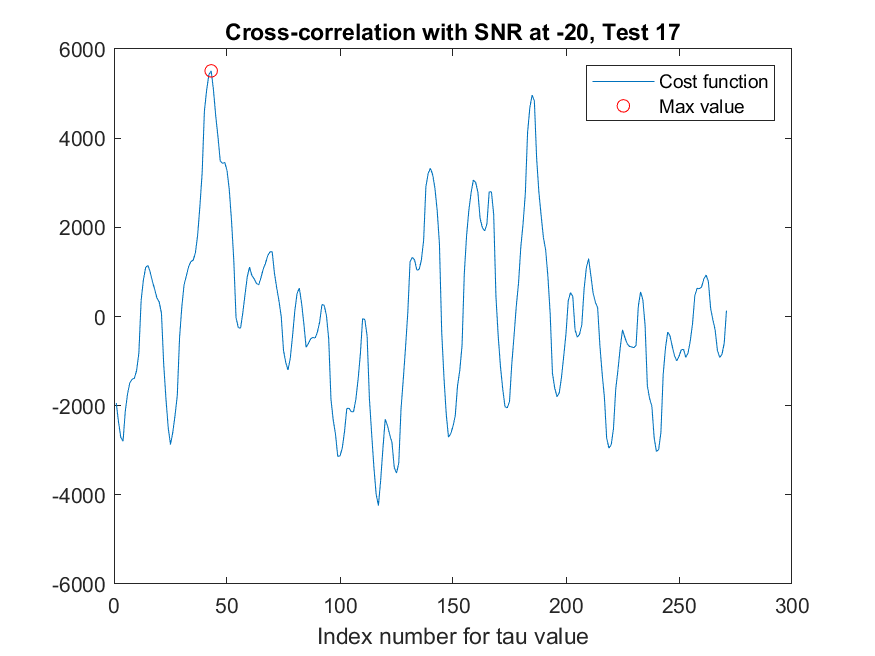 Cross-correlation with SNR at -20, Test 17
6000
4000
2000
0
-2000
-4000
-6000
0 50 100 150 200 250 300
Index number for tau value
Cost function
Max value